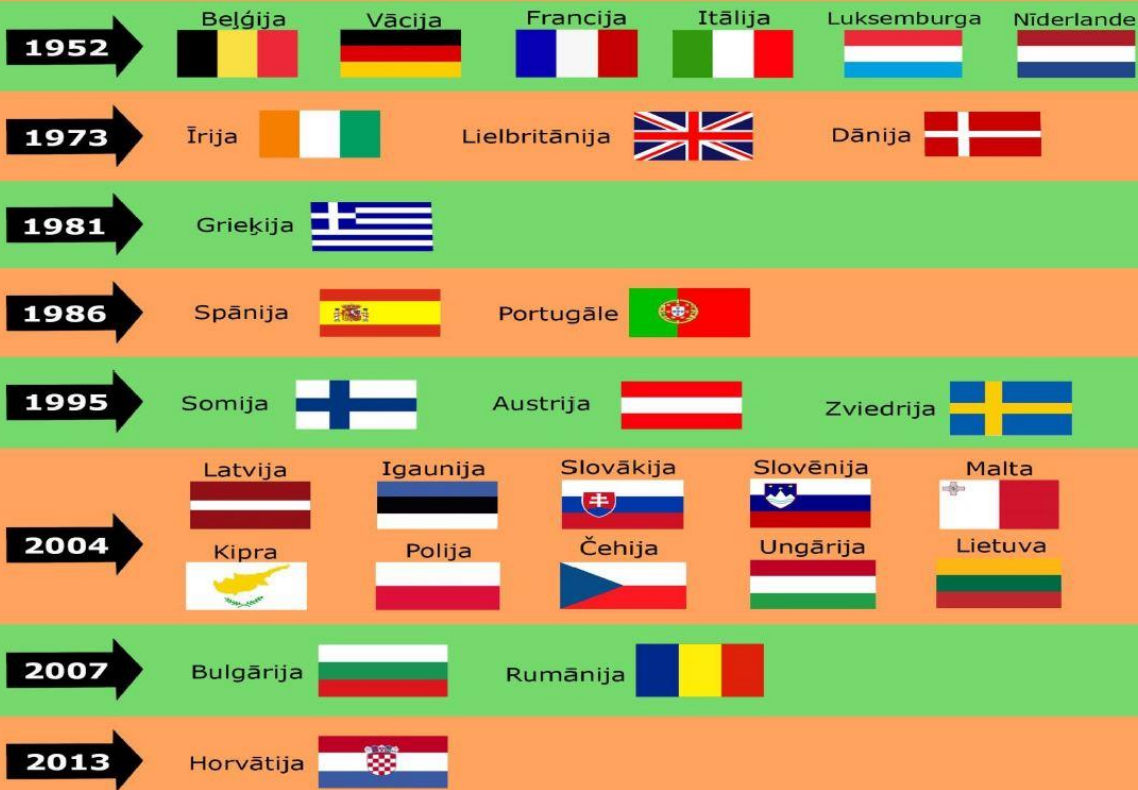 1952
Beļģija Vācija Francija Itālija Luksemburga Nīderlande
1973
Īrija Lielbritānija Dānija
1981
Grieķija
1986
Spānija Portugāle
1995
Somija Austrija Zviedrija
2004
Latvija Igaunija Slovākija Slovēnija Malta
Kipra Polija Čehija Ungārija Lietuva
2007
Bulgārija Rumānija
2013
Horvātija